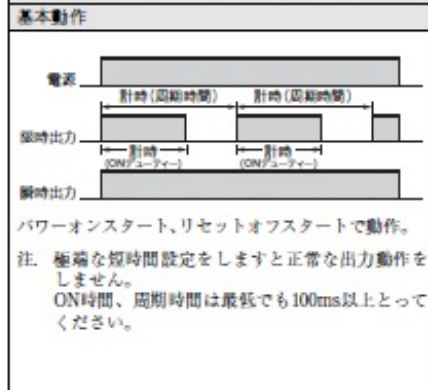 基本動作
電源
計時(周期時間) 計時(周期時間)
限時出力
計時 計時
(ONデューティー) (ONデューティー)
瞬時出力
パワーオンスタート、リセットオフスタートで動作。
注. 極端な短時間設定をしますと正常な出力動作を
しません。
ON時間、周期時間は最低でも100ms以上とって
ください。